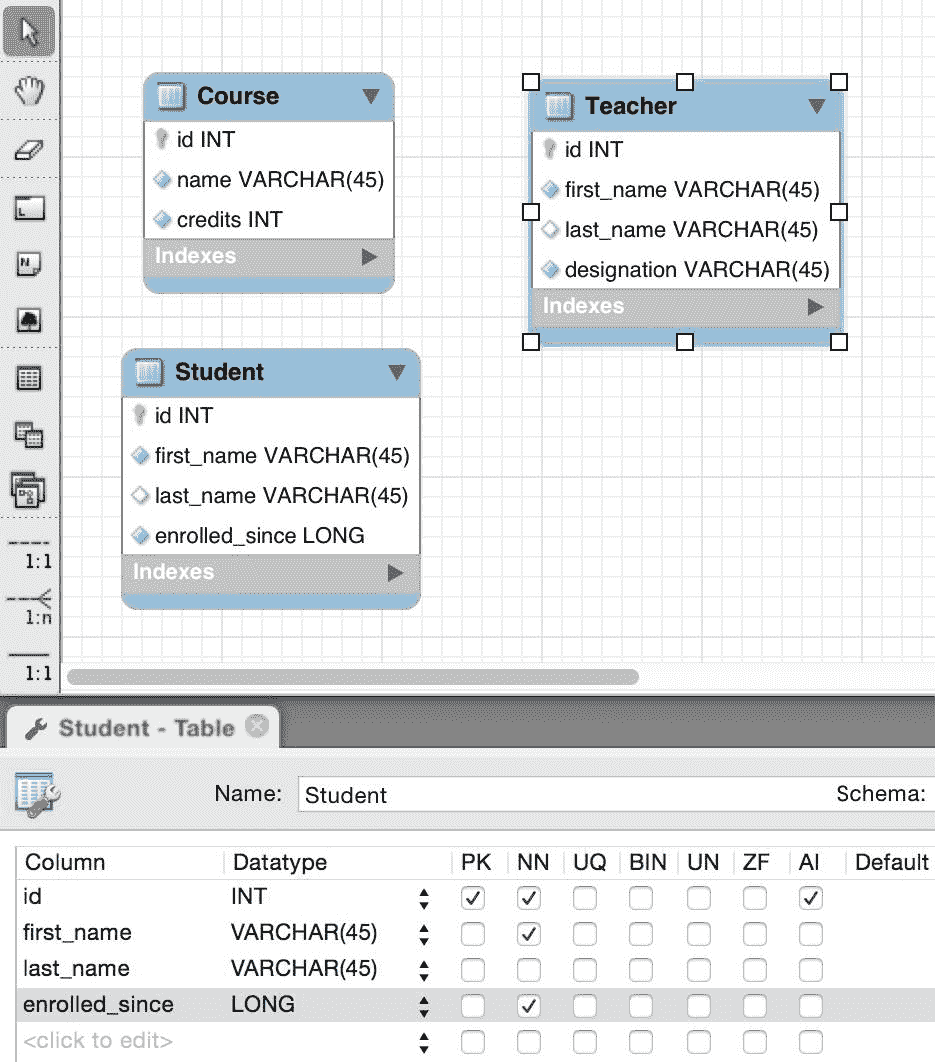 Course
id INT
name VARCHAR(45)
credits INT
Indexes
Teacher
id INT
first_name VARCHAR(45)
last_name VARCHAR(45)
designation VARCHAR(45)
Indexes
Student
id INT
first_name VARCHAR(45)
last_name VARCHAR(45)
enrolled_since LONG
Indexes
L
N
1:1
1:n
1:1
Student - Table
Name: Student Schema:
Column Datatype PK NN UQ BIN UN ZF AI Default
id INT
first_name VARCHAR(45)
last_name VARCHAR(45)
enrolled_since LONG
<click to edit>